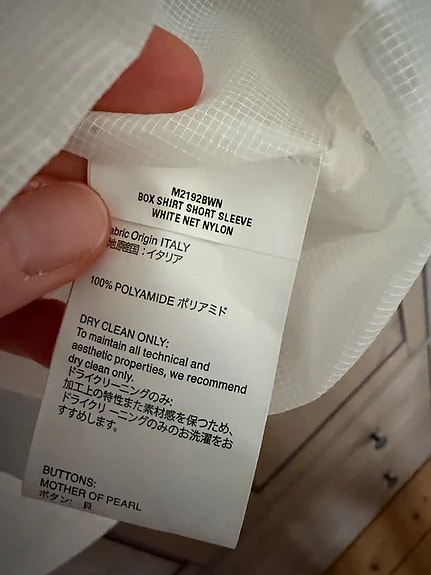 M2192BWN
BOX SHIRT SHORT SLEEVE
WHITE NET NYLON
Origin ITALY
：イタリア
100% POLYAMIDE ポリアミド
DRY CLEAN ONLY:
To maintain all technical and
aesthetic properties, we recommend
dry clean only.
ドライクリーニングのみ:
加工上の特性また素材感を保つため、
ドライクリーニングのみのお洗濯をお
すすめします。
BUTTONS:
MOTHER OF PEARL
ボタン: 貝